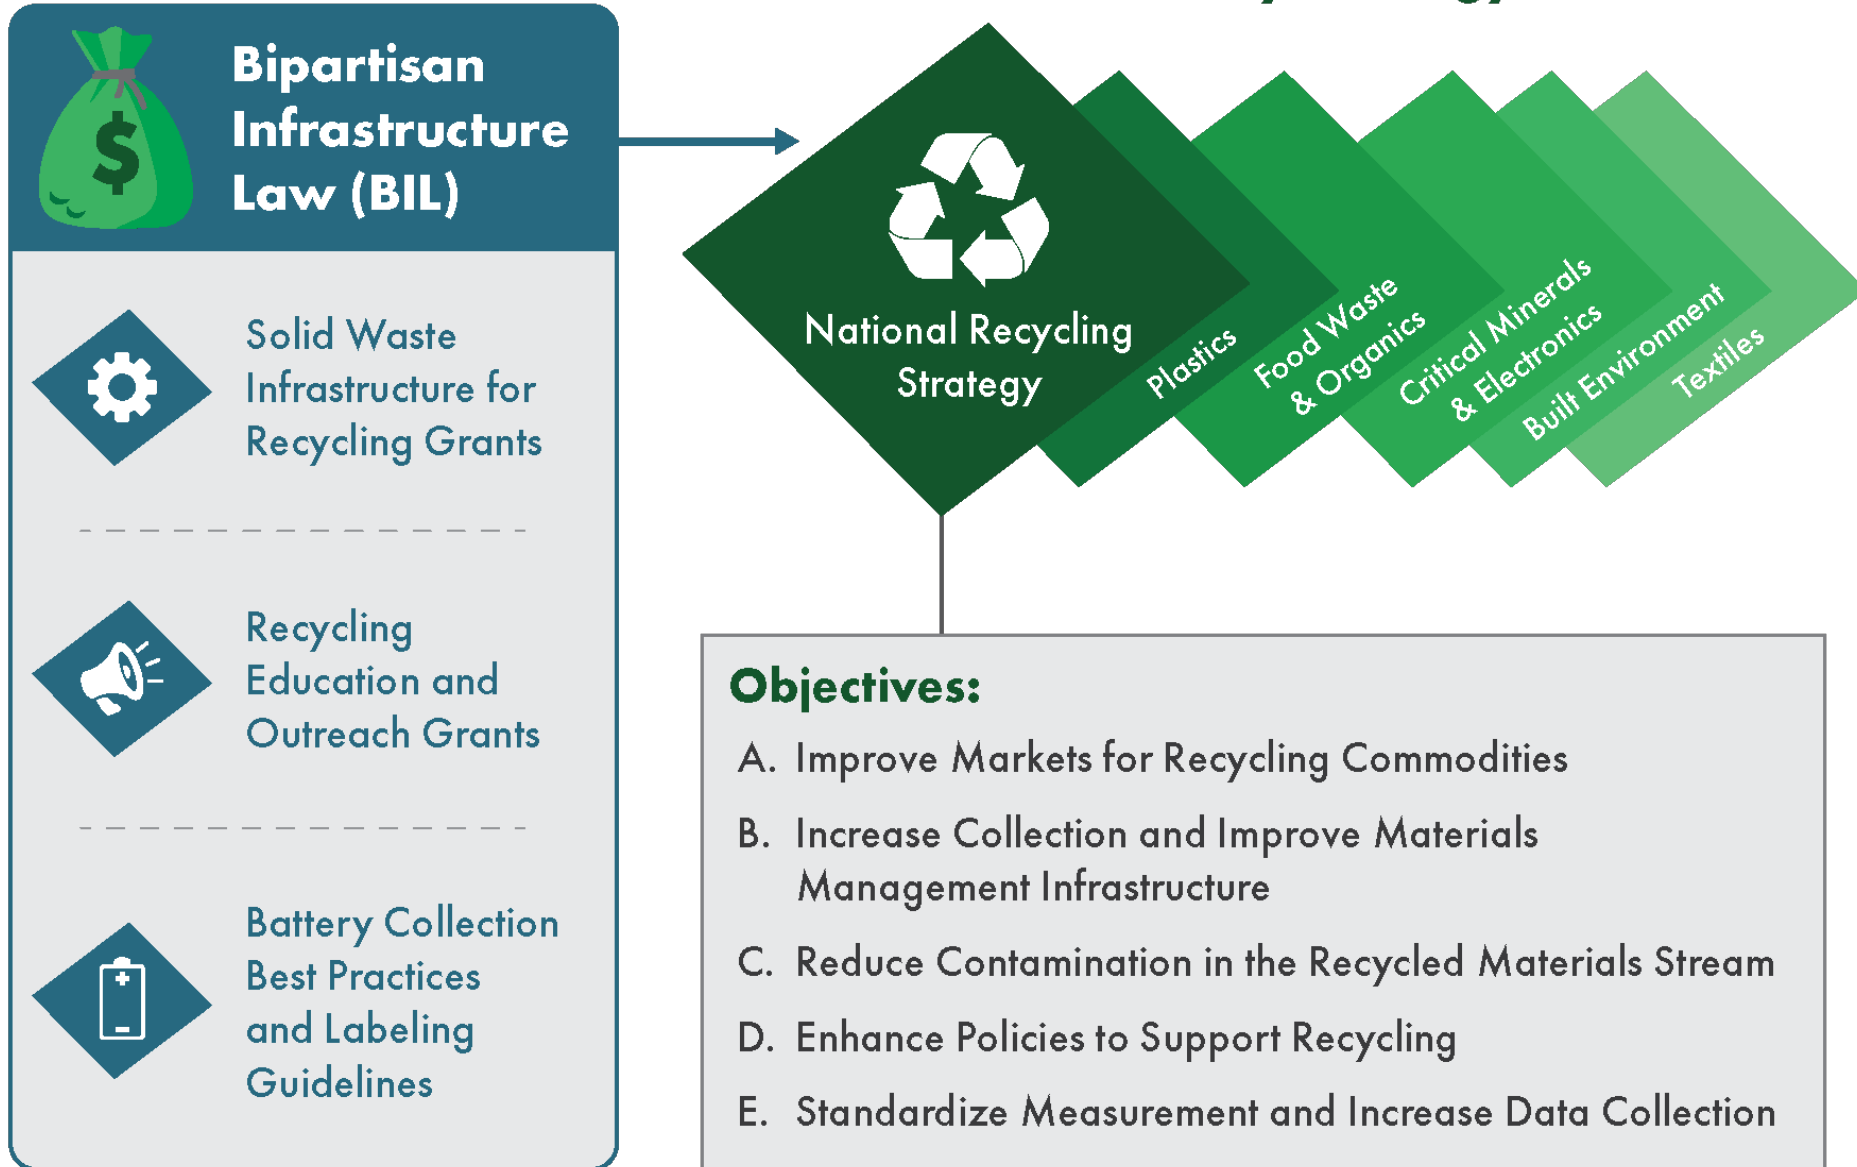 Bipartisan
Infrastructure
Law (BIL)
$
Solid Waste
Infrastructure for
Recycling Grants
Recycling
Education and
Outreach Grants
Battery Collection
Best Practices
and Labeling
Guidelines
National Recycling
Strategy
Plastics
Food Waste
& Organics
Critical Minerals
& Electronics
Built Environment
Textiles
Objectives:
A. Improve Markets for Recycling Commodities
B. Increase Collection and Improve Materials
Management Infrastructure
C. Reduce Contamination in the Recycled Materials Stream
D. Enhance Policies to Support Recycling
E. Standardize Measurement and Increase Data Collection